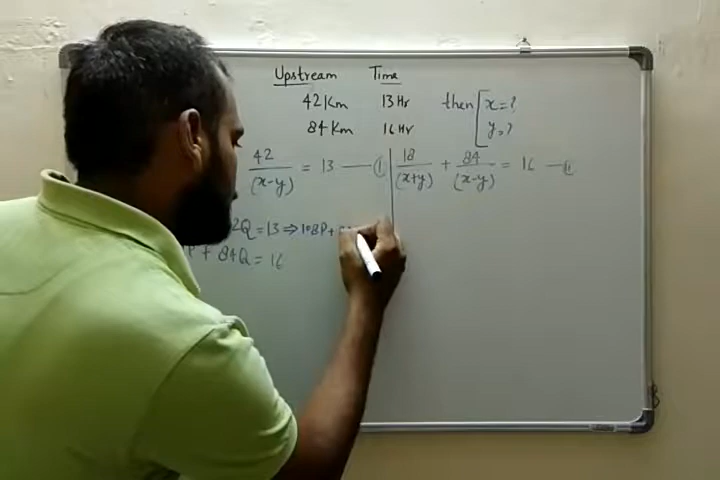 Upstream Time
42 Km 13 Hr then [ x = ?
84 Km 16 Hr y = ?
42/(x-y) = 13 — ① 18/(x+y) + 84/(x-y) = 16 — ②
2Q = 13 ⇒ 108P +
P + 84Q = 16